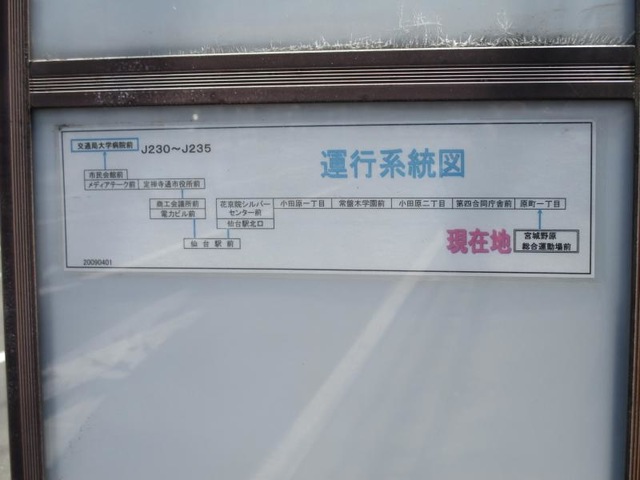 交通局大学病院前 J230～J235
運行系統図
市民会館前
メディアテーク前 定禅寺通市役所前
商工会議所前
電力ビル前
花京院シルバーセンター前 小田原一丁目 常盤木学園前 小田原二丁目 第四合同庁舎前 原町一丁目
仙台駅北口
仙台駅前
現在地 宮城野原
総合運動場前
20090401